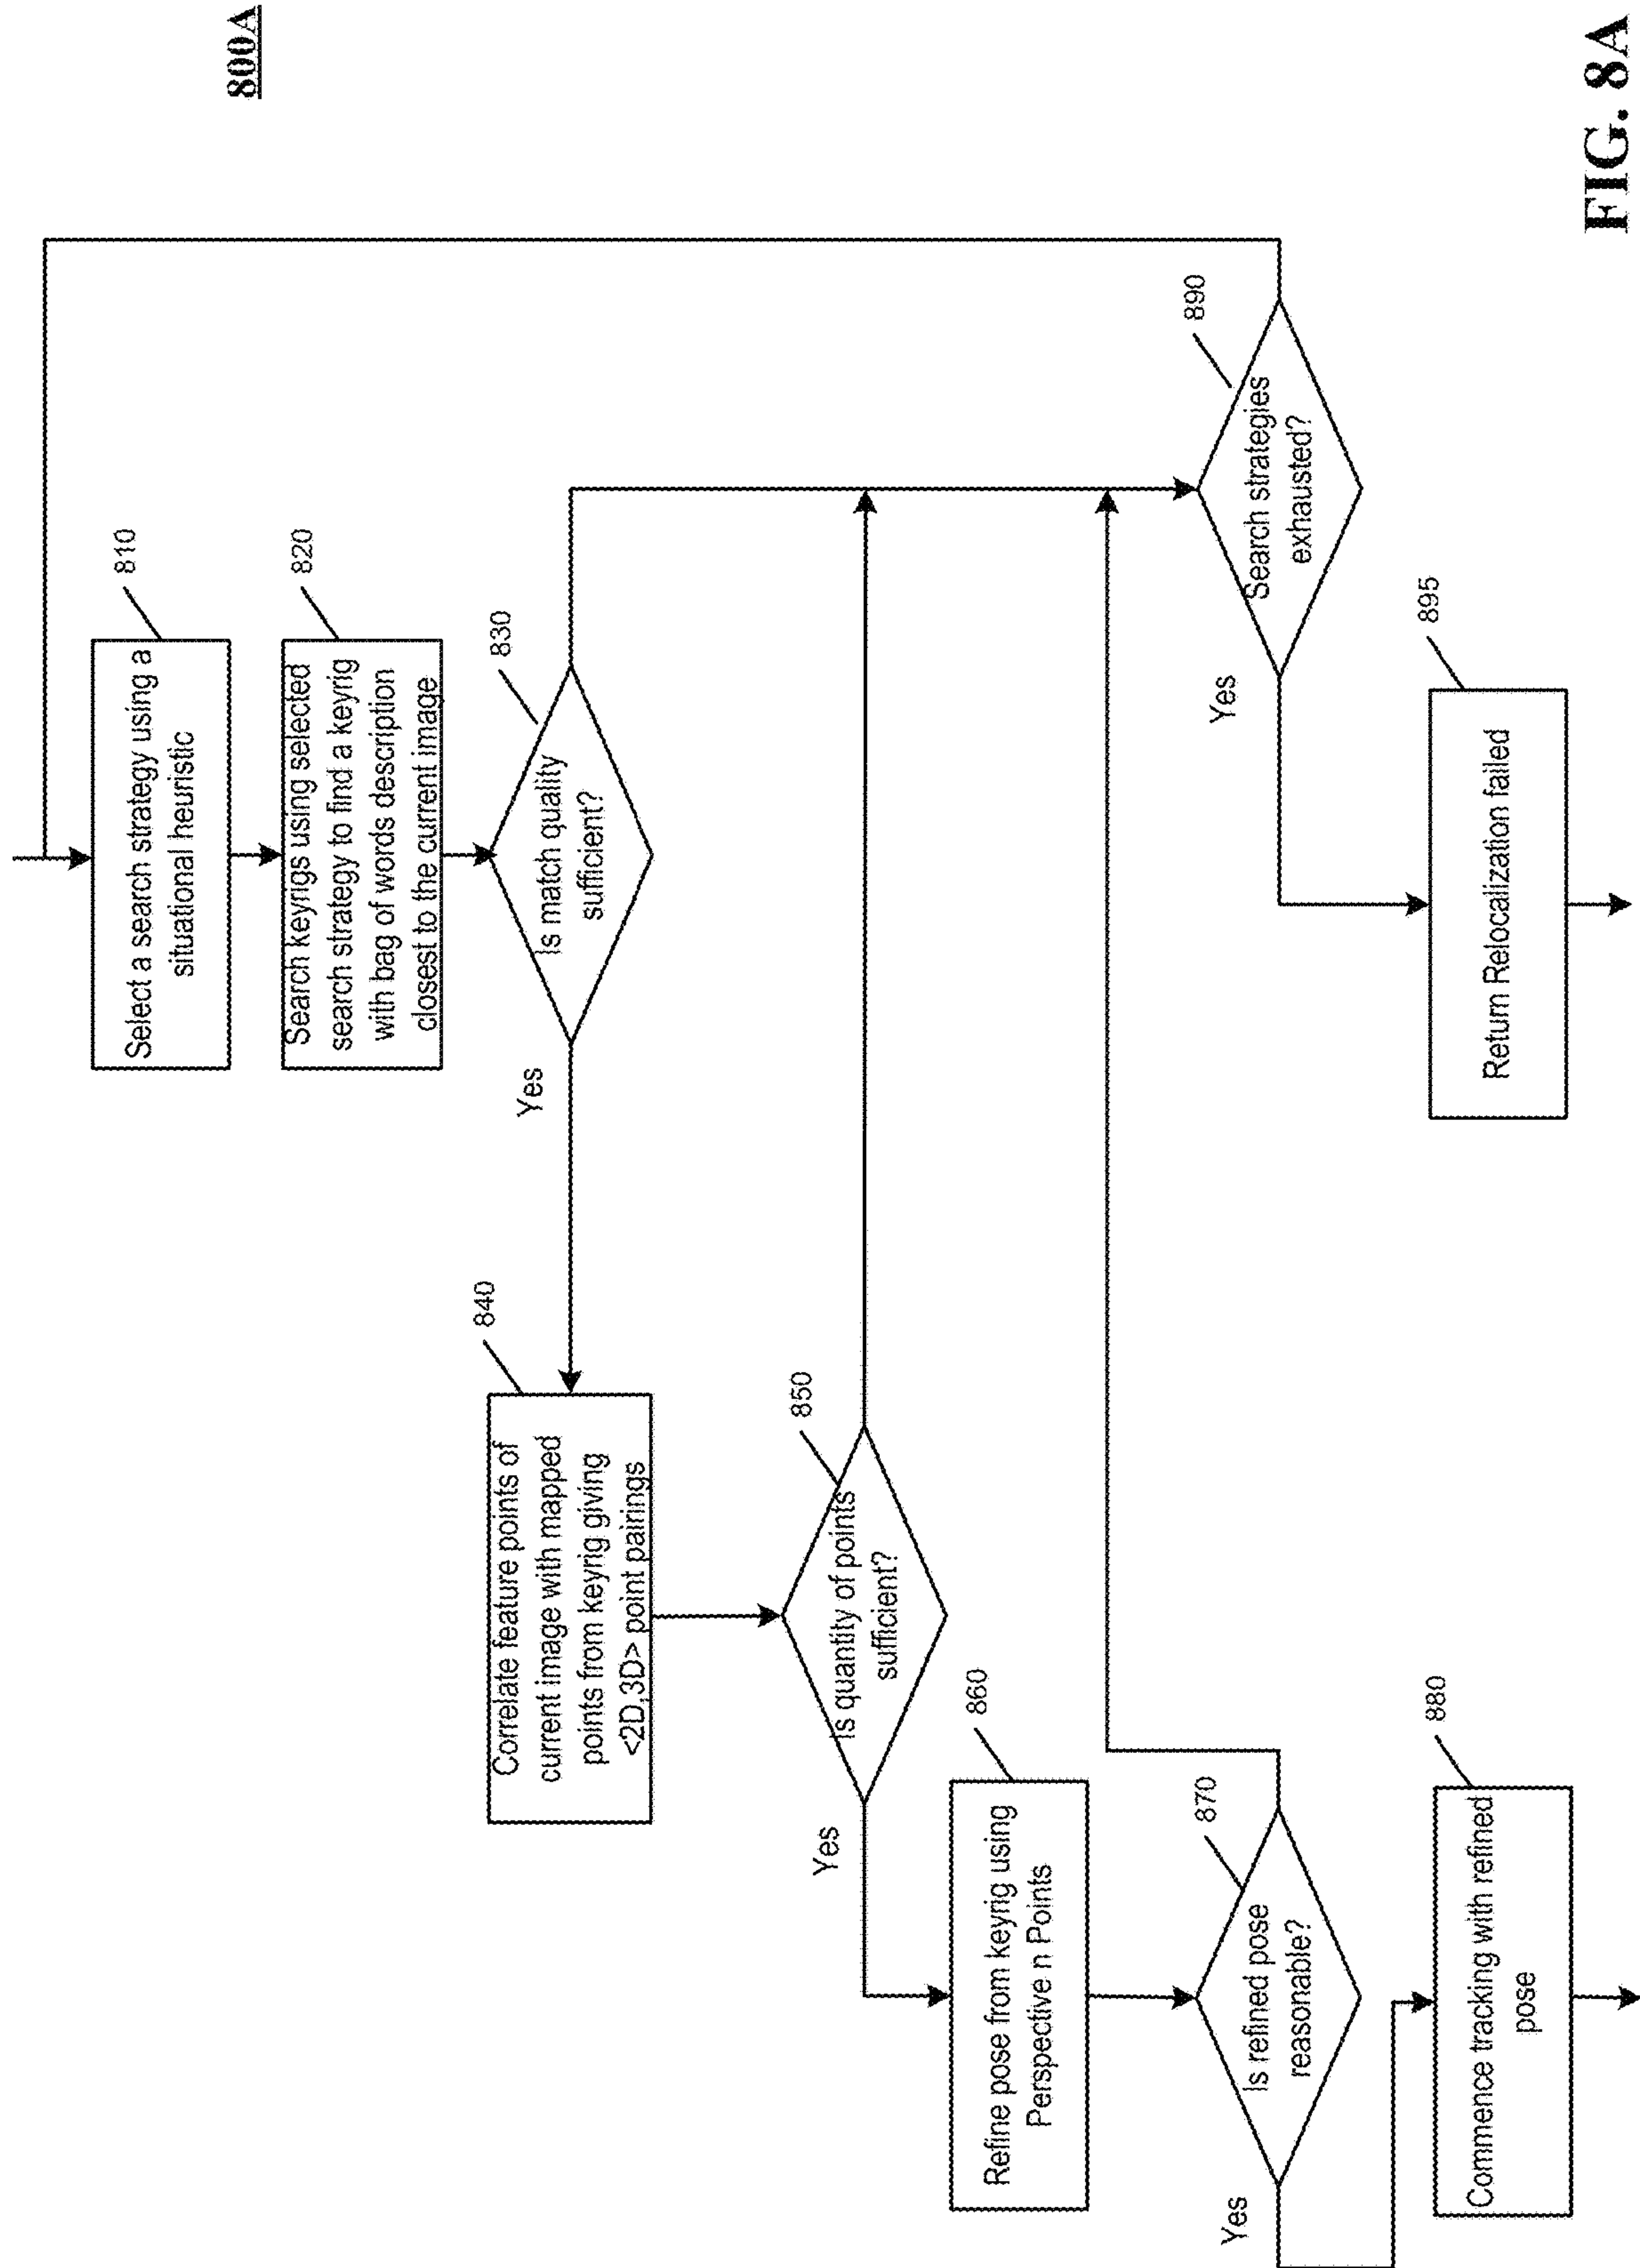 800A
810
Select a search strategy using a
situational heuristic
820
Search keyrigs using selected
search strategy to find a keyrig
with bag of words description
closest to the current image
830
Is match quality
sufficient?
Yes
840
Correlate feature points of
current image with mapped
points from keyrig giving
<2D,3D> point pairings
850
Is quantity of points
sufficient?
Yes
860
Refine pose from keyrig using
Perspective n Points
870
Is refined pose
reasonable?
Yes
880
Commence tracking with refined
pose
890
Search strategies
exhausted?
Yes
895
Return Relocalization failed
FIG. 8A